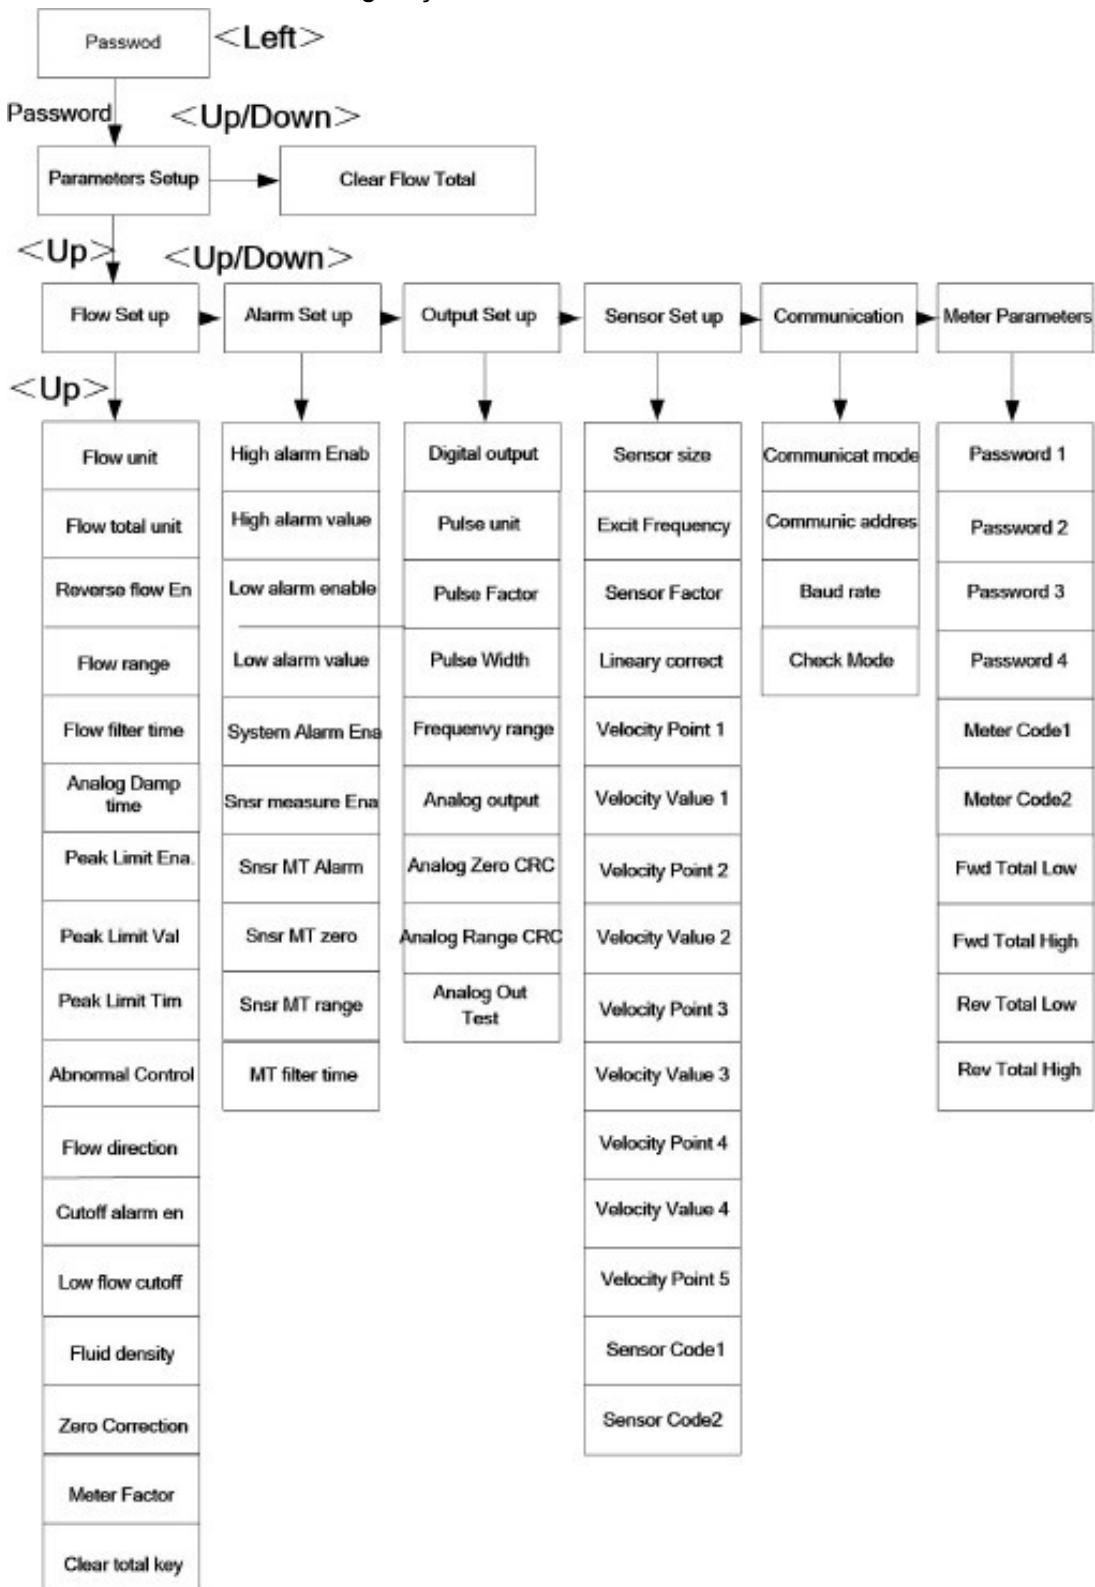 Passwod
<Left>
Password
<Up/Down>
Parameters Setup
Clear Flow Total
<Up>
<Up/Down>
Flow Set up
Alarm Set up
Output Set up
Sensor Set up
Communication
Meter Parameters
<Up>
Flow unit
Flow total unit
Reverse flow En
Flow range
Flow filter time
Analog Damp
time
Peak Limit Ena.
Peak Limit Val
Peak Limit Tim
Abnormal Control
Flow direction
Cutoff alarm en
Low flow cutoff
Fluid density
Zero Correction
Meter Factor
Clear total key
High alarm Enab
High alarm value
Low alarm enable
Low alarm value
System Alarm Ena
Snsr measure Ena
Snsr MT Alarm
Snsr MT zero
Snsr MT range
MT filter time
Digital output
Pulse unit
Pulse Factor
Pulse Width
Frequenvy range
Analog output
Analog Zero CRC
Analog Range CRC
Analog Out
Test
Sensor size
Excit Frequency
Sensor Factor
Lineary correct
Velocity Point 1
Velocity Value 1
Velocity Point 2
Velocity Value 2
Velocity Point 3
Velocity Value 3
Velocity Point 4
Velocity Value 4
Velocity Point 5
Sensor Code1
Sensor Code2
Communicat mode
Communic addres
Baud rate
Check Mode
Password 1
Password 2
Password 3
Password 4
Meter Code1
Meter Code2
Fwd Total Low
Fwd Total High
Rev Total Low
Rev Total High